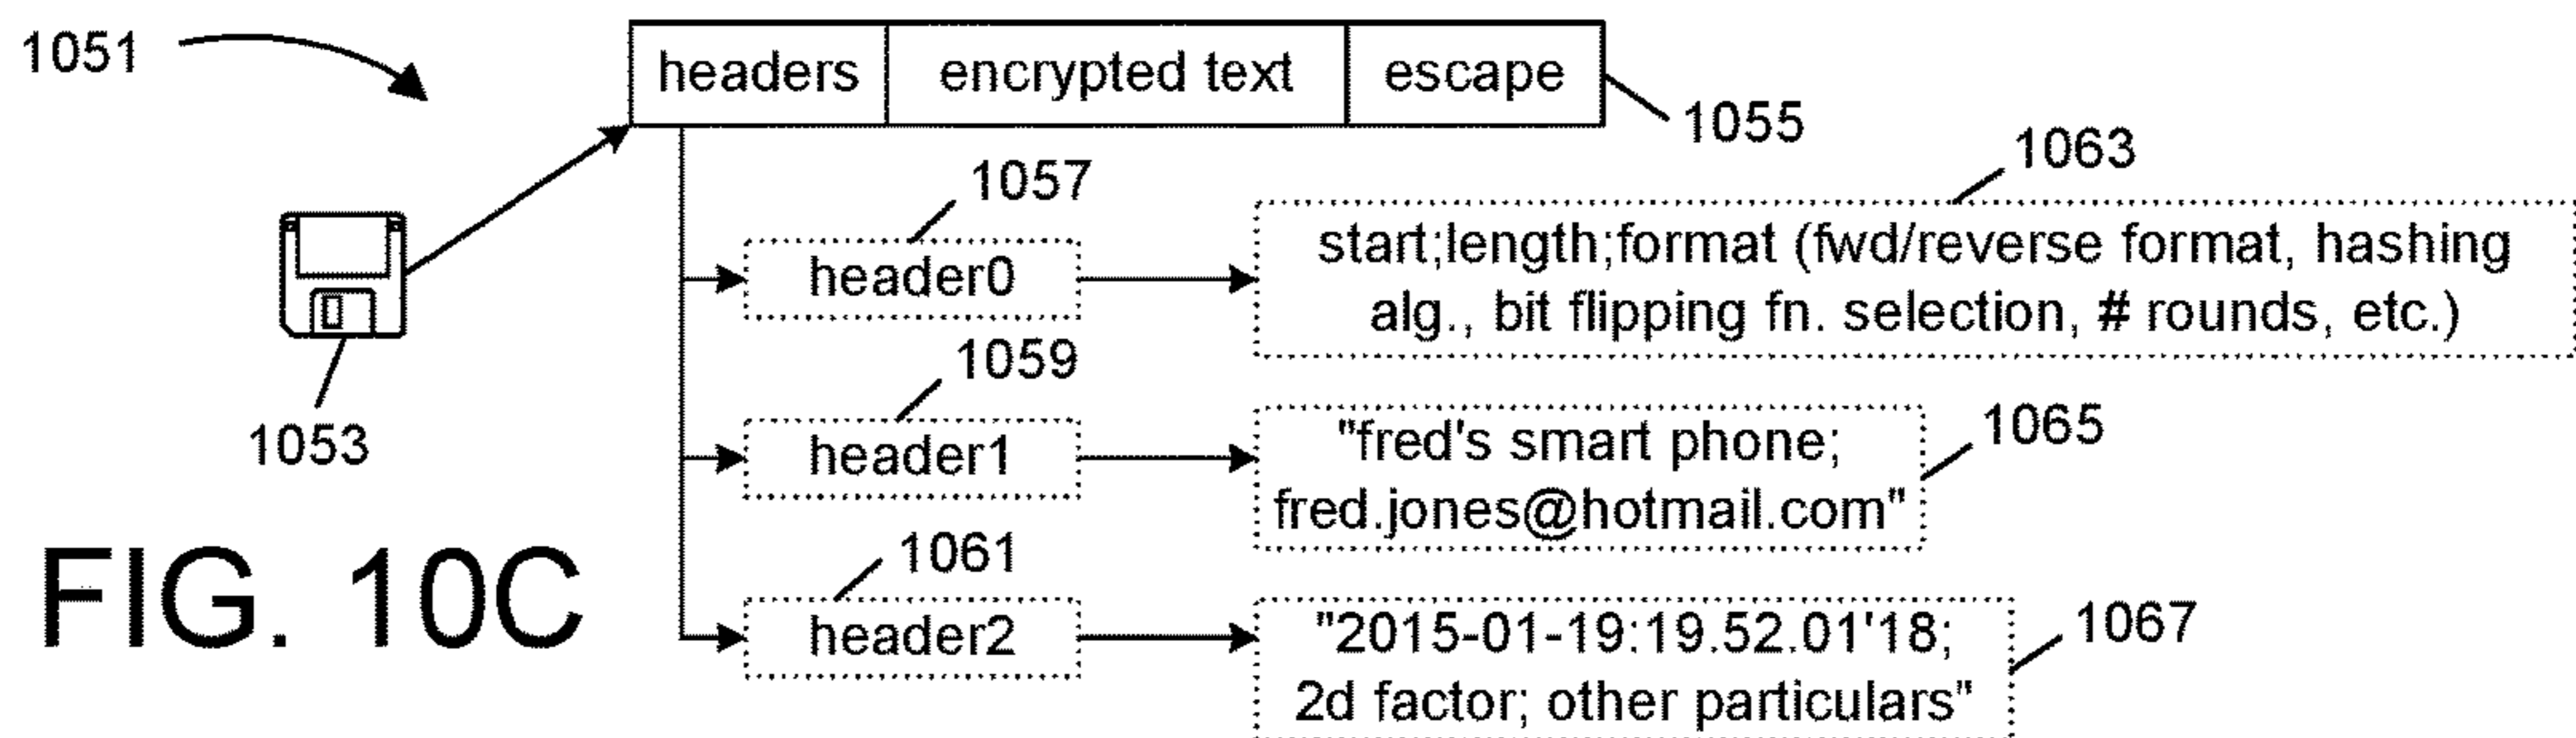 1051
headers encrypted text escape
1055
1057
1063
header0
start;length;format (fwd/reverse format, hashing
alg., bit flipping fn. selection, # rounds, etc.)
1053
1059
header1
"fred's smart phone;
fred.jones@hotmail.com"
1065
FIG. 10C
1061
header2
"2015-01-19:19.52.01'18;
2d factor; other particulars"
1067